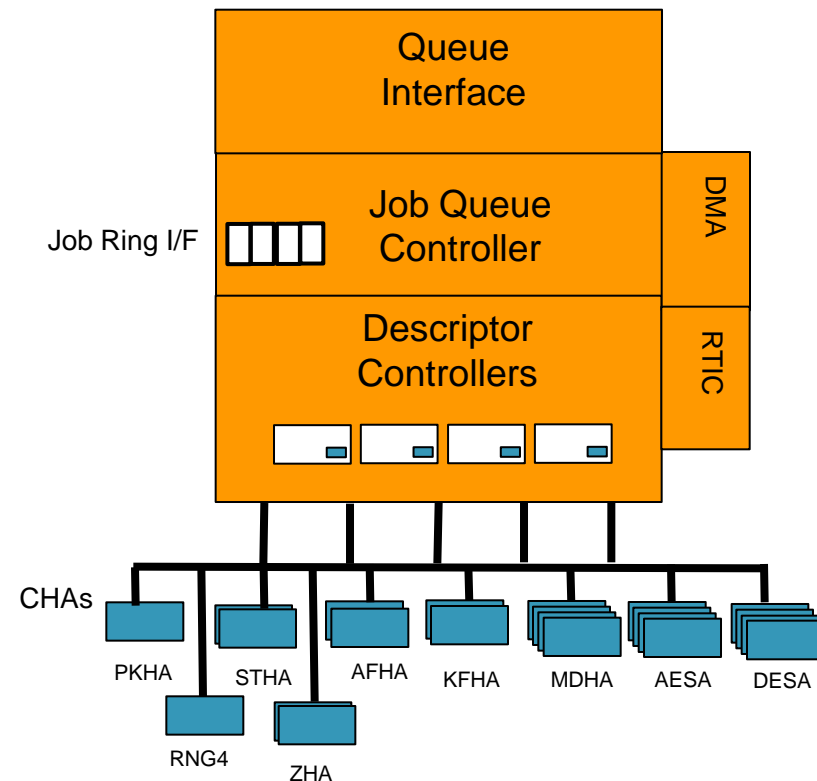 Queue
Interface
Job Queue
Controller
DMA
Job Ring I/F
Descriptor
Controllers
RTIC
CHAs
PKHA
STHA
AFHA
KFHA
MDHA
AESA
DESA
RNG4
ZHA